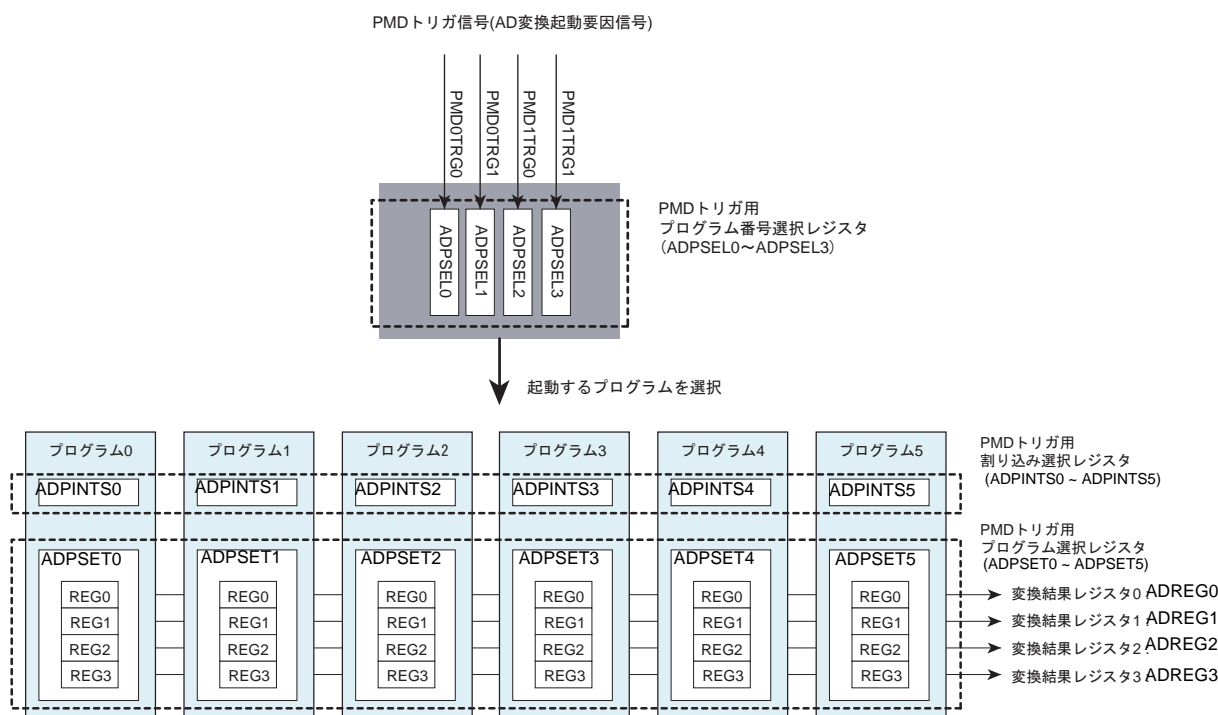 PMDトリガ信号(AD変換起動要因信号)
PMD0TRG0
PMD0TRG1
PMD1TRG0
PMD1TRG1
ADPSEL0
ADPSEL1
ADPSEL2
ADPSEL3
PMDトリガ用
プログラム番号選択レジスタ
(ADPSEL0～ADPSEL3)
起動するプログラムを選択
プログラム0
プログラム1
プログラム2
プログラム3
プログラム4
プログラム5
ADPINTS0
ADPINTS1
ADPINTS2
ADPINTS3
ADPINTS4
ADPINTS5
PMDトリガ用
割り込み選択レジスタ
(ADPINTS0 ~ ADPINTS5)
ADPSET0
ADPSET1
ADPSET2
ADPSET3
ADPSET4
ADPSET5
PMDトリガ用
プログラム選択レジスタ
(ADPSET0 ~ ADPSET5)
REG0 REG0 REG0 REG0 REG0 REG0 変換結果レジスタ0 ADREG0
REG1 REG1 REG1 REG1 REG1 REG1 変換結果レジスタ1 ADREG1
REG2 REG2 REG2 REG2 REG2 REG2 変換結果レジスタ2 ADREG2
REG3 REG3 REG3 REG3 REG3 REG3 変換結果レジスタ3 ADREG3